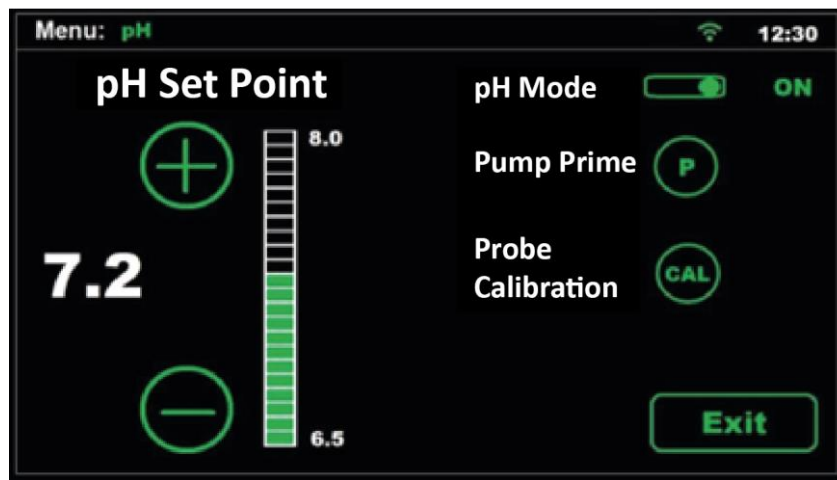 Menu: pH
12:30
pH Set Point
8.0
7.2
6.5
pH Mode
ON
Pump Prime
P
Probe
Calibration
CAL
Exit